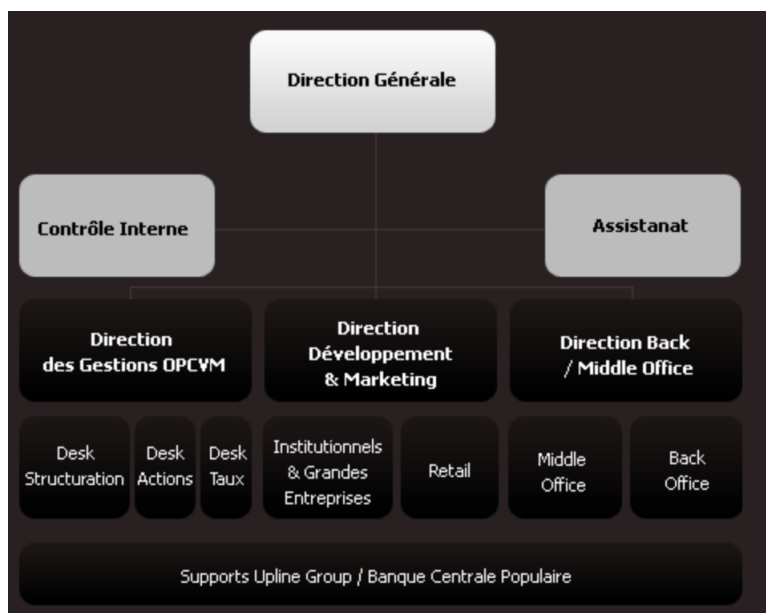 Direction Générale
Contrôle Interne
Assistanat
Direction
des Gestions OPCVM
Direction
Développement
& Marketing
Direction Back
/ Middle Office
Desk
Structuration
Desk
Actions
Desk
Taux
Institutionnels
& Grandes
Entreprises
Retail
Middle
Office
Back
Office
Supports Upline Group / Banque Centrale Populaire